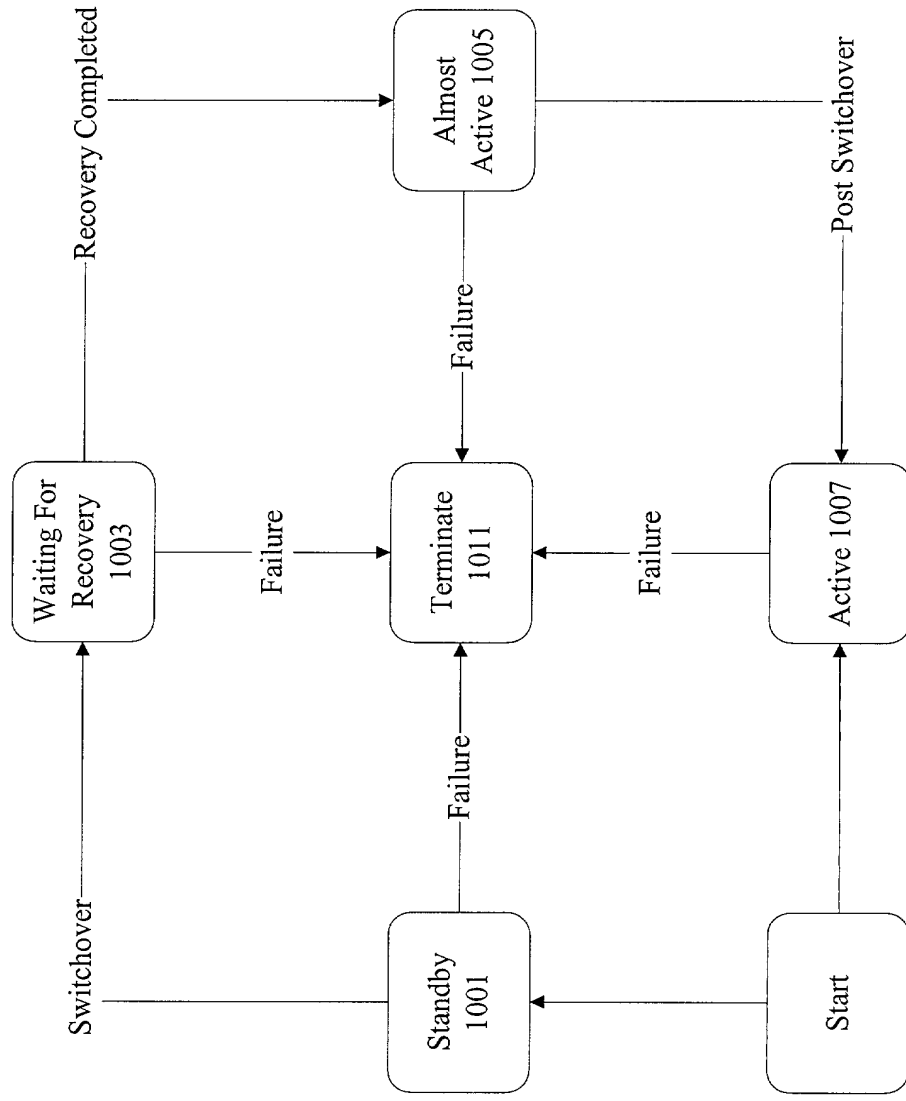 Switchover
Waiting For
Recovery
1003
Recovery Completed
Failure
Standby
1001
Failure
Terminate
1011
Failure
Almost
Active 1005
Failure
Start
Active 1007
Post Switchover